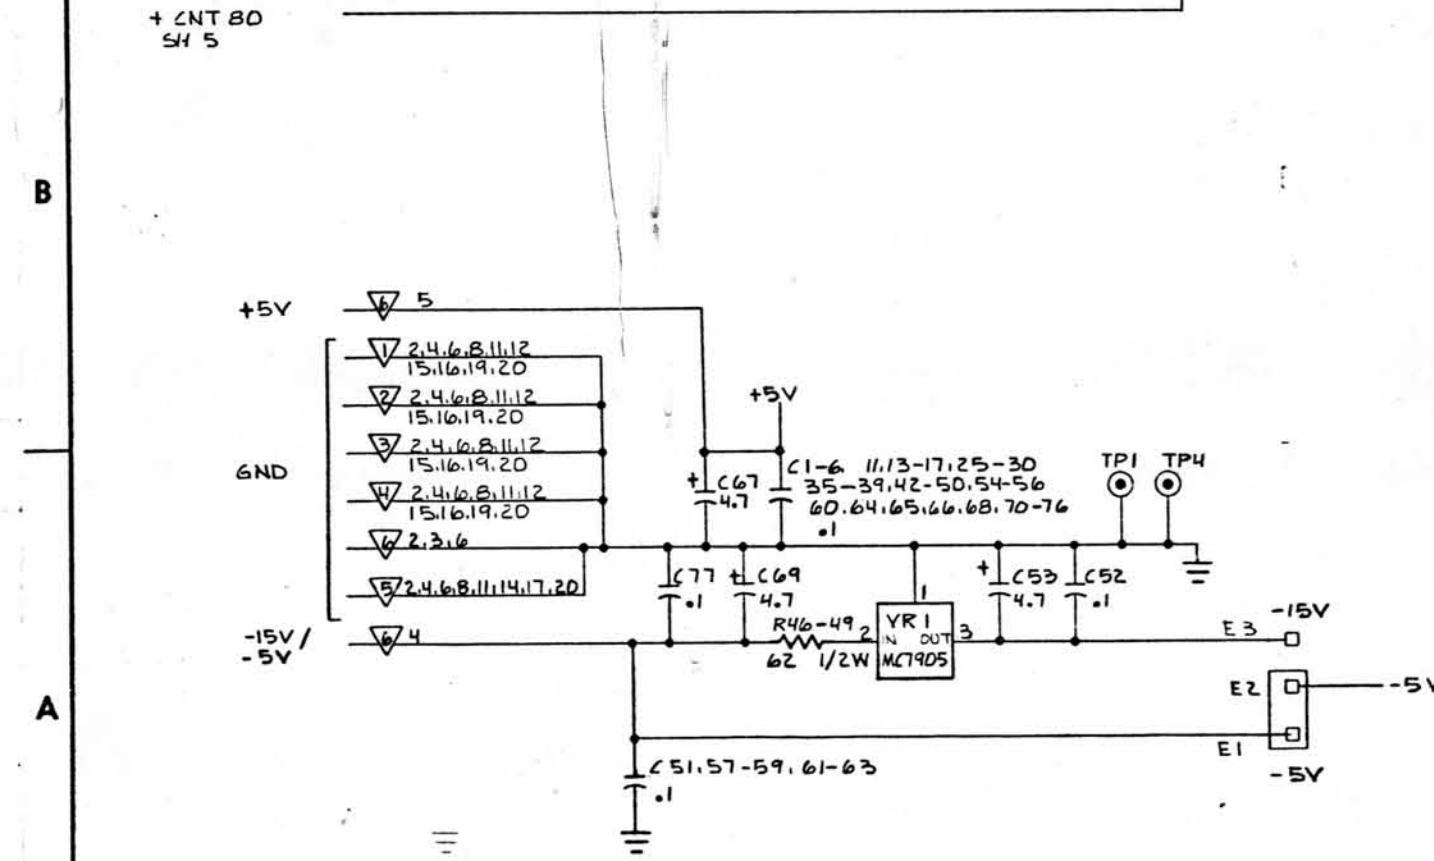 + CNT 80
SH 5
B
+5V 6 5
1 2,4,6,8,11,12
15,16,19,20
2 2,4,6,8,11,12
15,16,19,20
3 2,4,6,8,11,12
15,16,19,20
GND
4 2,4,6,8,11,12
15,16,19,20
6 2,3,6
5 2,4,6,8,11,14,17,20
-15V /
-5V
6 4
+5V
+ C67
4.7
C1-6, 11,13-17,25-30
35-39,42-50,54-56
60,64,65,66,68,70-76
.1
TP1 TP4
C77
.1
+ C69
4.7
R46-49
62 1/2W
1
VR1
2 IN OUT 3
MC7905
+ C53
4.7
C52
.1
E3 -15V
E2 -5V
E1
-5V
A
C51,57-59,61-63
.1